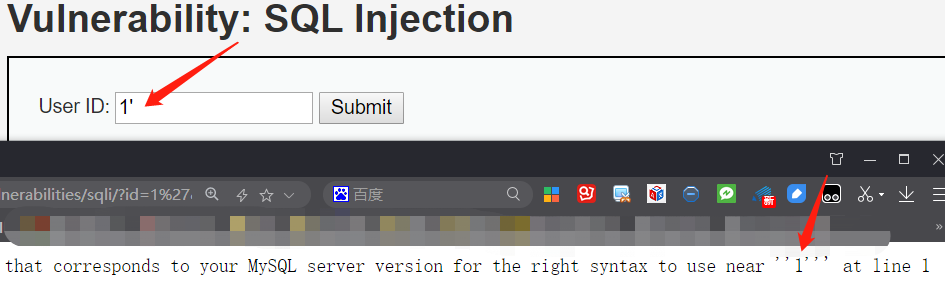 Vulnerability: SQL Injection
User ID: 1' Submit
nerabilities/sqli/?id=1%27& 百度
新
that corresponds to your MySQL server version for the right syntax to use near ''1''' at line 1